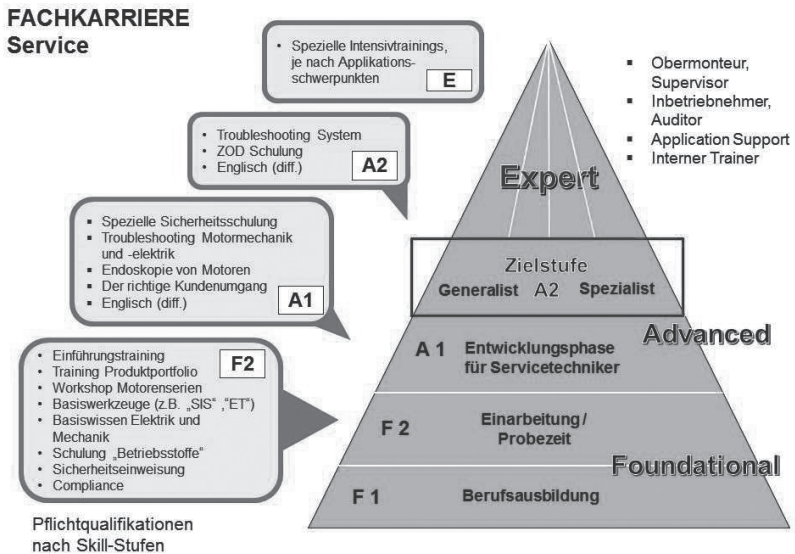 FACHKARRIERE
Service
• Spezielle Intensivtrainings,
je nach Applikations-
schwerpunkten
E
• Troubleshooting System
• ZOD Schulung
• Englisch (diff.)
A2
▪ Spezielle Sicherheitsschulung
▪ Troubleshooting Motormechanik
und -elektrik
▪ Endoskopie von Motoren
▪ Der richtige Kundenumgang
▪ Englisch (diff.)
A1
• Einführungstraining
• Training Produktportfolio
• Workshop Motorenserien
• Basiswerkzeuge (z.B. „SIS“ ,“ET“)
• Basiswissen Elektrik und
Mechanik
• Schulung „Betriebsstoffe“
• Sicherheitseinweisung
• Compliance
F2
Pflichtqualifikationen
nach Skill-Stufen
▪ Obermonteur,
Supervisor
▪ Inbetriebnehmer,
Auditor
▪ Application Support
▪ Interner Trainer
Expert
Zielstufe
Generalist A2 Spezialist
Advanced
A 1 Entwicklungsphase
für Servicetechniker
F 2 Einarbeitung /
Probezeit
Foundational
F 1 Berufsausbildung